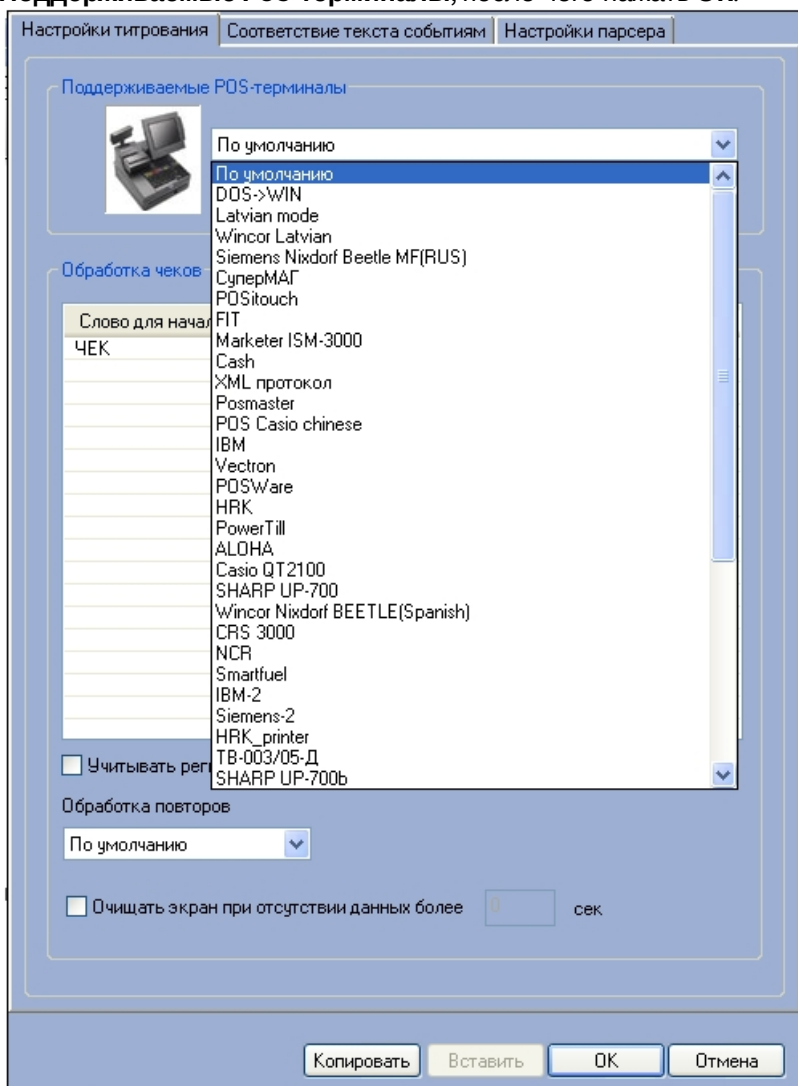 Поддерживаемые POS-терминалы, после чего нажать ОК.
Настройки титрования Соответствие текста событиям Настройки парсера
Поддерживаемые POS-терминалы
По умолчанию
По умолчанию
DOS->WIN
Latvian mode
Wincor Latvian
Siemens Nixdorf Beetle MF(RUS)
СуперМАГ
POSitouch
FIT
Marketer ISM-3000
Cash
XML протокол
Posmaster
POS Casio chinese
IBM
Vectron
POSWare
HRK
PowerTill
ALOHA
Casio QT2100
SHARP UP-700
Wincor Nixdorf BEETLE(Spanish)
CRS 3000
NCR
Smartfuel
IBM-2
Siemens-2
HRK_printer
ТВ-003/05-Д
SHARP UP-700b
Обработка чеков
Слово для начал
ЧЕК
Учитывать реги
Обработка повторов
По умолчанию
Очищать экран при отсутствии данных более 0 сек
Копировать Вставить OK Отмена